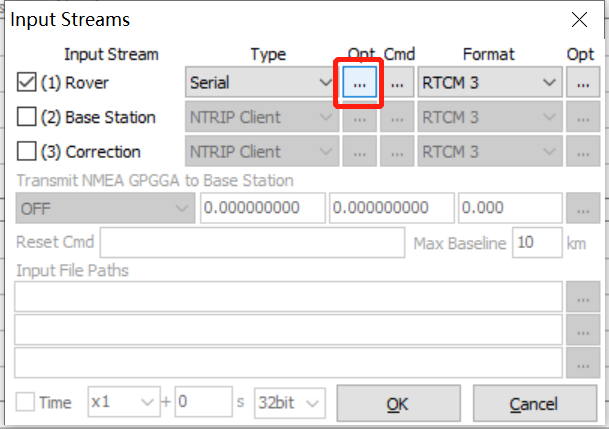 Input Streams
Input Stream Type Opt Cmd Format Opt
(1) Rover Serial ... ... RTCM 3 ...
(2) Base Station NTRIP Client ... ... RTCM 3 ...
(3) Correction NTRIP Client ... ... RTCM 3 ...
Transmit NMEA GPGGA to Base Station
OFF 0.000000000 0.000000000 0.000 ...
Reset Cmd Max Baseline 10 km
Input File Paths
...
...
...
Time x1 + 0 s 32bit OK Cancel